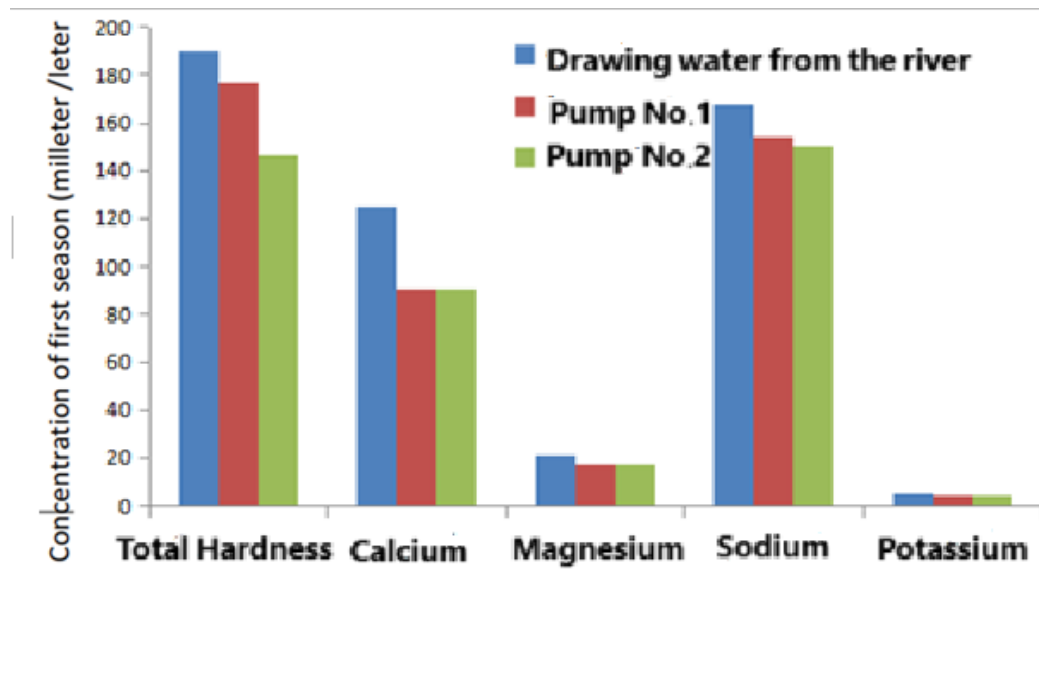 Concentration of first season (milleter /leter
200
180
160
140
120
100
80
60
40
20
0
Drawing water from the river
Pump No.1
Pump No.2
Total Hardness Calcium Magnesium Sodium Potassium